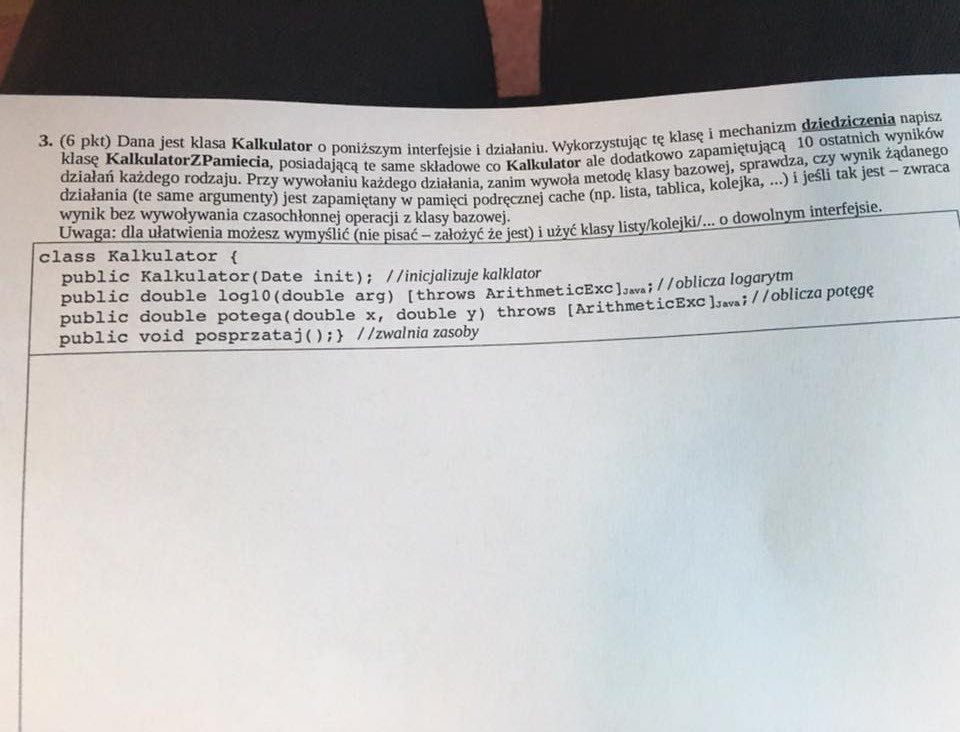 3. (6 pkt) Dana jest klasa Kalkulator o poniższym interfejsie i działaniu. Wykorzystując tę klasę i mechanizm dziedziczenia napisz
klasę KalkulatorZPamiecia, posiadającą te same składowe co Kalkulator ale dodatkowo zapamiętującą 10 ostatnich wyników
działań każdego rodzaju. Przy wywołaniu każdego działania, zanim wywoła metodę klasy bazowej, sprawdza, czy wynik żądanego
działania (te same argumenty) jest zapamiętany w pamięci podręcznej cache (np. lista, tablica, kolejka, ...) i jeśli tak jest – zwraca
wynik bez wywoływania czasochłonnej operacji z klasy bazowej.
Uwaga: dla ułatwienia możesz wymyślić (nie pisać – założyć że jest) i użyć klasy listy/kolejki/... o dowolnym interfejsie.
class Kalkulator {
public Kalkulator(Date init); //inicjalizuje kalklator
public double log10(double arg) [throws ArithmeticExc]Java; //oblicza logarytm
public double potega(double x, double y) throws [ArithmeticExc]Java; //oblicza potęgę
public void posprzataj();} //zwalnia zasoby